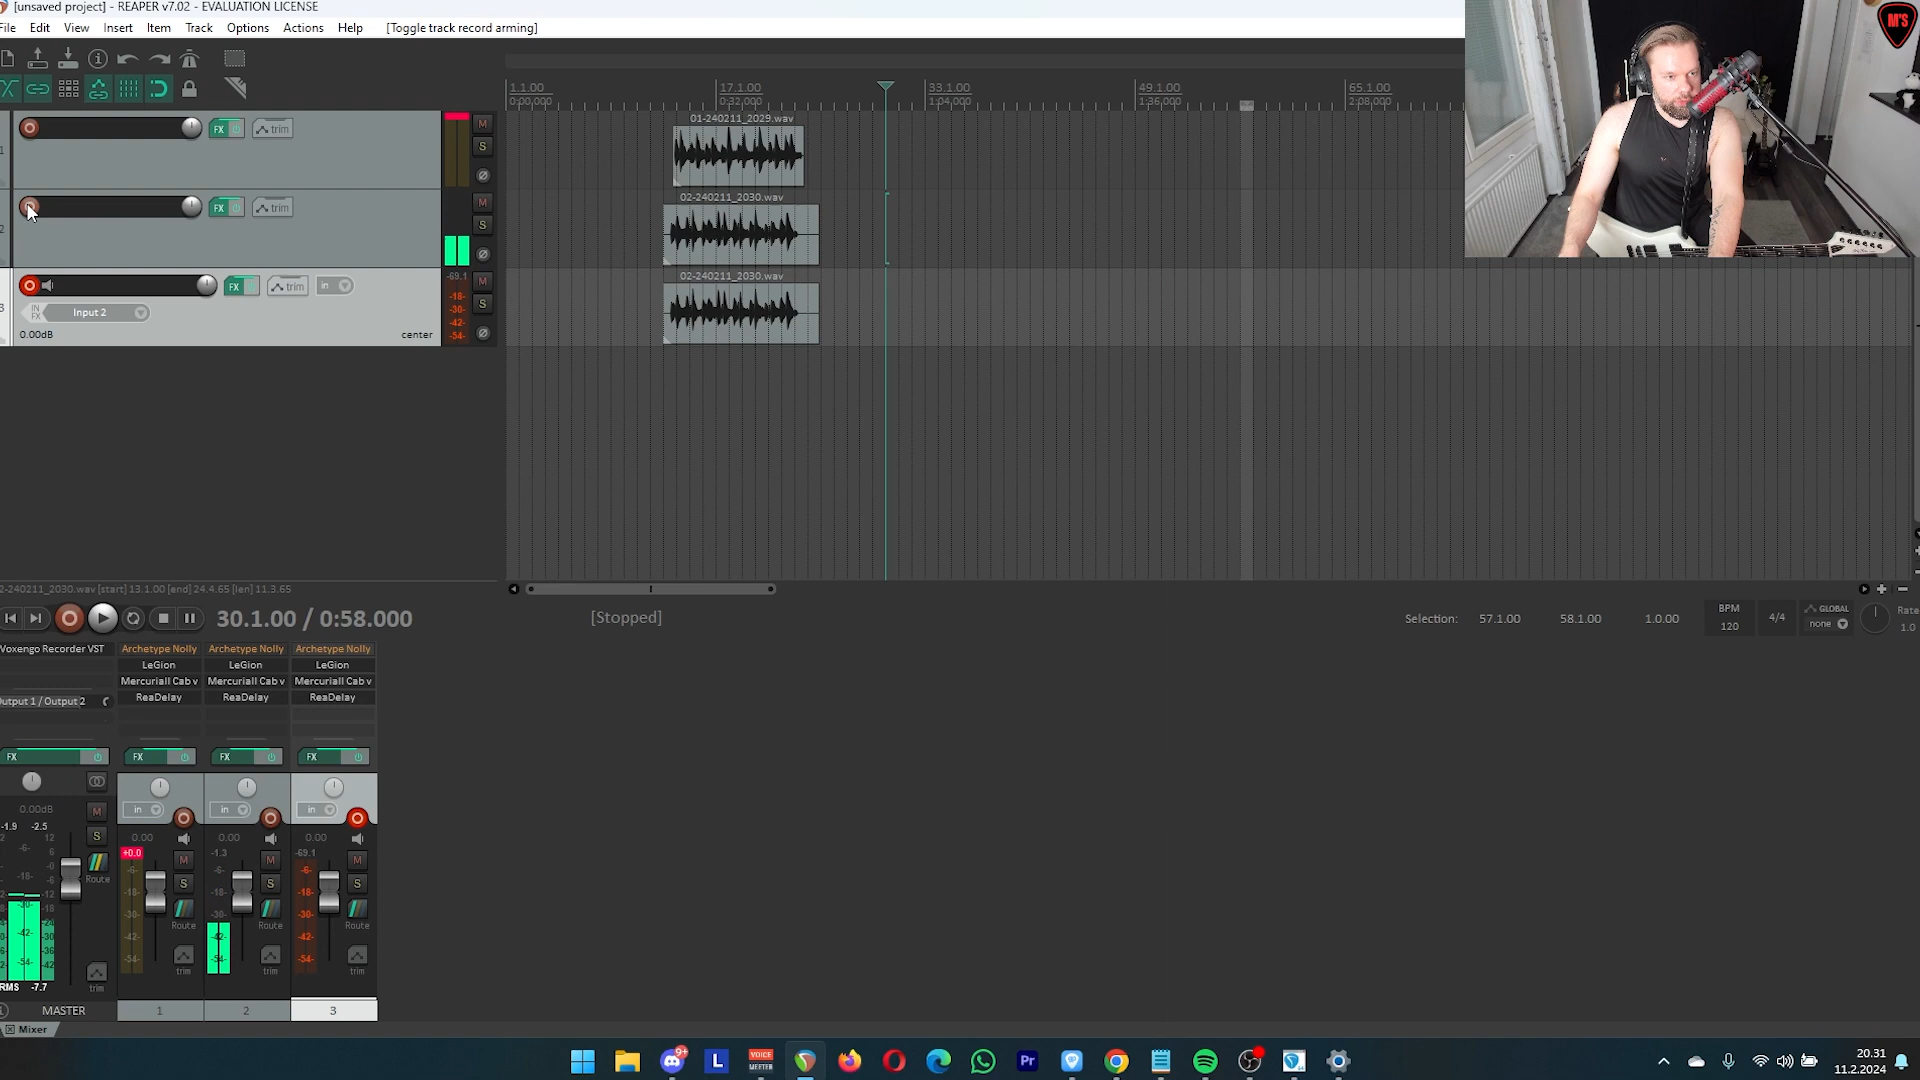 [unsaved project] - REAPER v7.02 - EVALUATION LICENSE
File Edit View Insert Item Track Options Actions Help [Toggle track record arming]
M'S
1.1.00 17.1.00 33.1.00 49.1.00 65.1.00
0:00,000 0:32,000 1:04,000 1:36,000 2:08,000
01-240211_2029.wav
FX trim M
S
02-240211_2030.wav
FX trim M
S
02-240211_2030.wav
FX trim in -69.1 M
IN FX Input 2 S
0.00dB center
-18-
-30-
-42-
-54-
2-240211_2030.wav [start] 13.1.00 [end] 24.4.65 [len] 11.3.65
30.1.00 / 0:58.000 [Stopped] Selection: 57.1.00 58.1.00 1.0.00
BPM 120 4/4 GLOBAL none Rate 1.0
Voxengo Recorder VST Archetype Nolly Archetype Nolly Archetype Nolly
LeGion LeGion LeGion
Mercuriall Cab v Mercuriall Cab v Mercuriall Cab v
Output 1 / Output 2 ReaDelay ReaDelay ReaDelay
FX FX FX FX
in in in
0.00dB 0.00 0.00 0.00
-1.9 -2.5 +0.0 -1.3 -69.1
M M M M
S S S S
Route Route Route Route
trim trim trim trim
RMS -7.7
MASTER 1 2 3
Mixer
9+ L VOICE MEETER Pr
20.31
11.2.2024